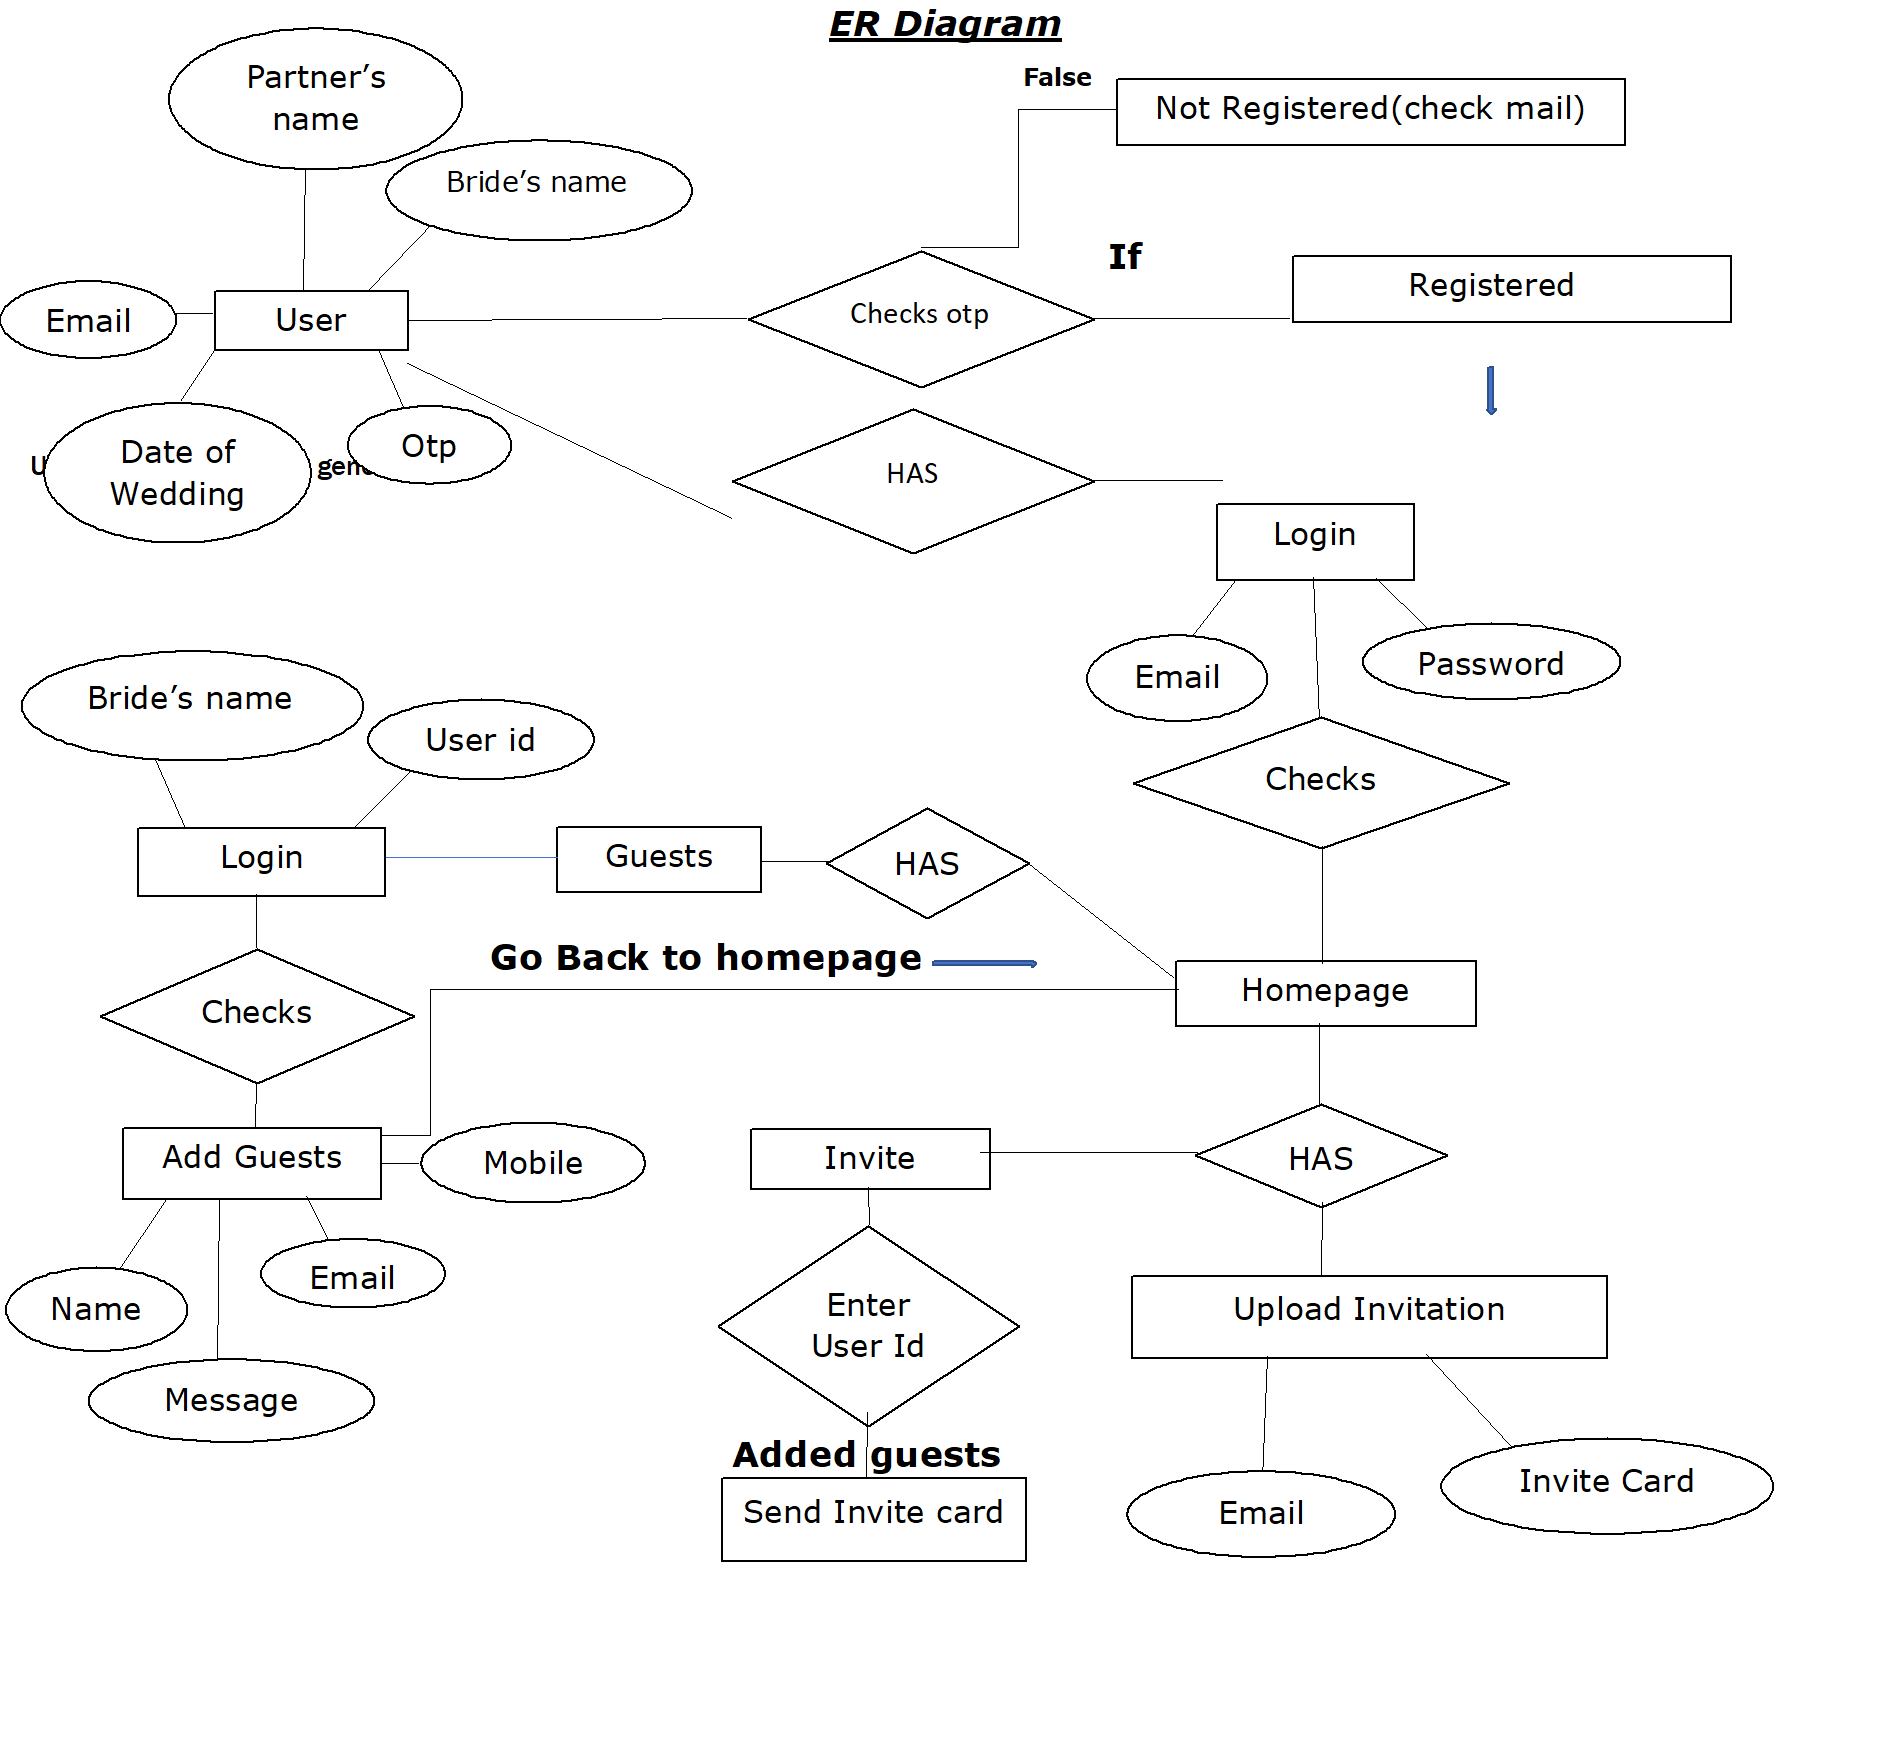 ER Diagram
Partner’s
name
False
Not Registered(check mail)
Bride’s name
If
Registered
Email
User
Checks otp
Date of
Wedding
Otp
HAS
Login
Email
Password
Bride’s name
User id
Checks
Login
Guests
HAS
Go Back to homepage
Homepage
Checks
Add Guests
Mobile
Invite
HAS
Name
Email
Enter
User Id
Upload Invitation
Message
Added guests
Send Invite card
Email
Invite Card